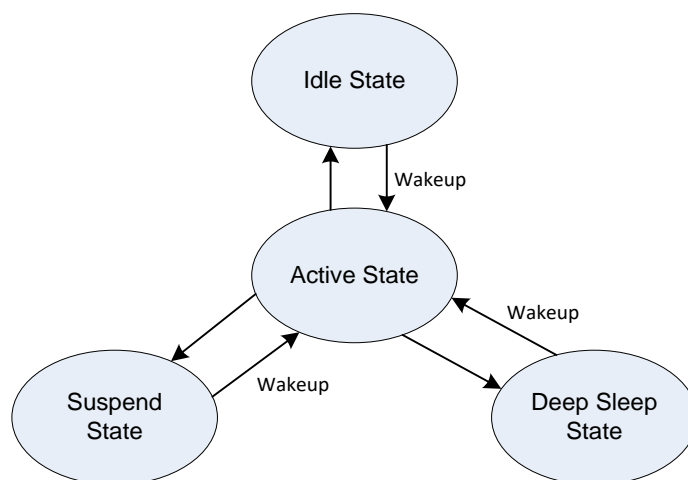 Idle State
Wakeup
Active State
Wakeup
Wakeup
Suspend
State
Deep Sleep
State